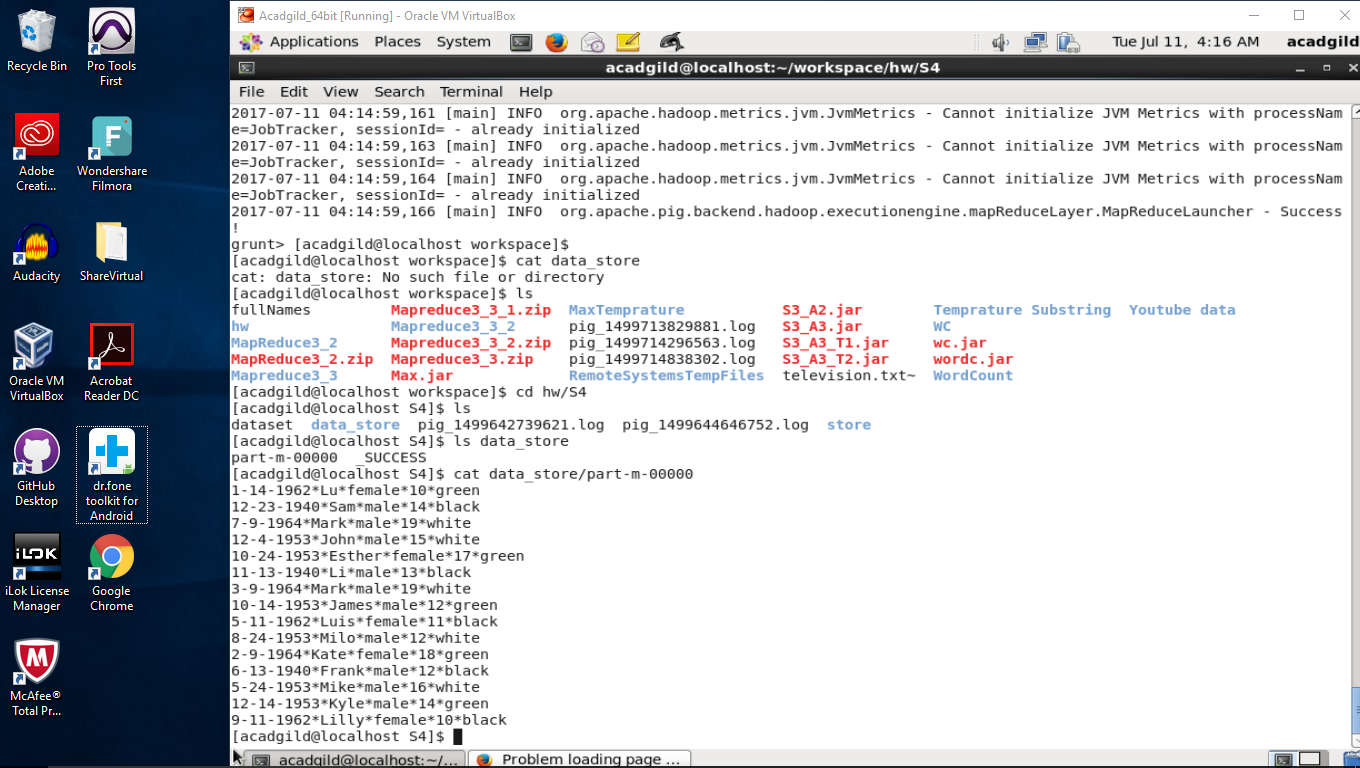 Acadgild_64bit [Running] - Oracle VM VirtualBox
Applications Places System Tue Jul 11, 4:16 AM acadgild
acadgild@localhost:~/workspace/hw/S4
File Edit View Search Terminal Help
2017-07-11 04:14:59,161 [main] INFO  org.apache.hadoop.metrics.jvm.JvmMetrics - Cannot initialize JVM Metrics with processNam
e=JobTracker, sessionId= - already initialized
2017-07-11 04:14:59,163 [main] INFO  org.apache.hadoop.metrics.jvm.JvmMetrics - Cannot initialize JVM Metrics with processNam
e=JobTracker, sessionId= - already initialized
2017-07-11 04:14:59,164 [main] INFO  org.apache.hadoop.metrics.jvm.JvmMetrics - Cannot initialize JVM Metrics with processNam
e=JobTracker, sessionId= - already initialized
2017-07-11 04:14:59,166 [main] INFO  org.apache.pig.backend.hadoop.executionengine.mapReduceLayer.MapReduceLauncher - Success
!
grunt> [acadgild@localhost workspace]$
[acadgild@localhost workspace]$ cat data_store
cat: data_store: No such file or directory
[acadgild@localhost workspace]$ ls
fullNames Mapreduce3_3_1.zip MaxTemprature S3_A2.jar Temprature Substring Youtube data
hw Mapreduce3_3_2 pig_1499713829881.log S3_A3.jar WC
MapReduce3_2 Mapreduce3_3_2.zip pig_1499714296563.log S3_A3_T1.jar wc.jar
MapReduce3_2.zip Mapreduce3_3.zip pig_1499714838302.log S3_A3_T2.jar wordc.jar
Mapreduce3_3 Max.jar RemoteSystemsTempFiles television.txt~ WordCount
[acadgild@localhost workspace]$ cd hw/S4
[acadgild@localhost S4]$ ls
dataset data_store pig_1499642739621.log pig_1499644646752.log store
[acadgild@localhost S4]$ ls data_store
part-m-00000 _SUCCESS
[acadgild@localhost S4]$ cat data_store/part-m-00000
1-14-1962*Lu*female*10*green
12-23-1940*Sam*male*14*black
7-9-1964*Mark*male*19*white
12-4-1953*John*male*15*white
10-24-1953*Esther*female*17*green
11-13-1940*Li*male*13*black
3-9-1964*Mark*male*19*white
10-14-1953*James*male*12*green
5-11-1962*Luis*female*11*black
8-24-1953*Milo*male*12*white
2-9-1964*Kate*female*18*green
6-13-1940*Frank*male*12*black
5-24-1953*Mike*male*16*white
12-14-1953*Kyle*male*14*green
9-11-1962*Lilly*female*10*black
[acadgild@localhost S4]$
acadgild@localhost:~/... Problem loading page ...
Recycle Bin
Pro Tools
First
Adobe
Creati...
Wondershare
Filmora
Audacity
ShareVirtual
Oracle VM
VirtualBox
Acrobat
Reader DC
GitHub
Desktop
dr.fone
toolkit for
Android
iLOK
iLok License
Manager
Google
Chrome
McAfee®
Total Pr...